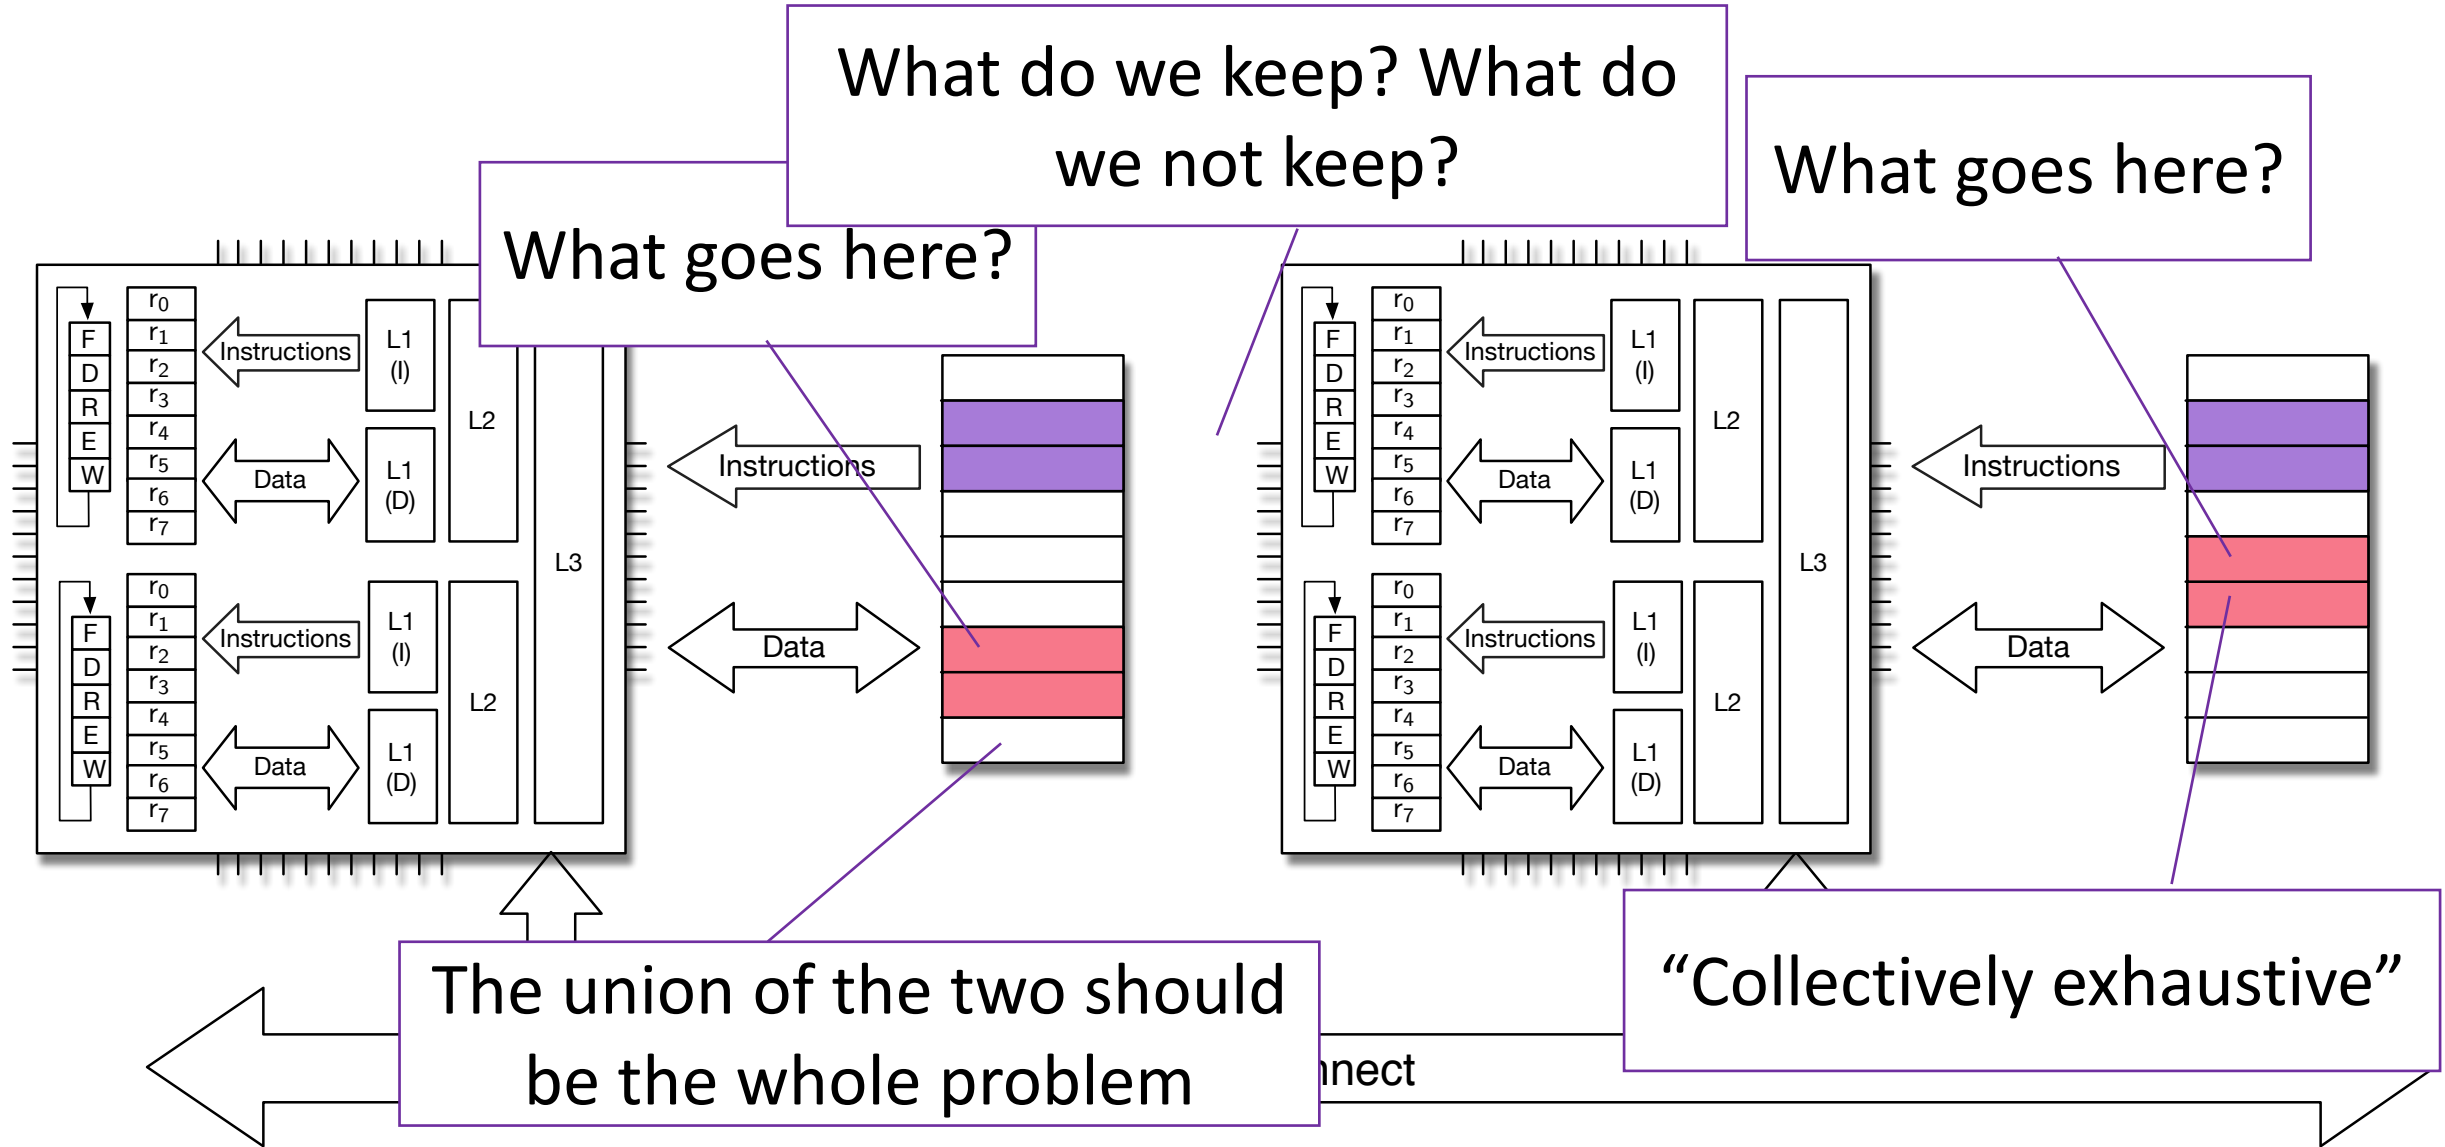 What do we keep? What do
we not keep?
What goes here?
What goes here?
r0
r1
r2
r3
r4
r5
r6
r7
F
D
R
E
W
Instructions
Data
L1
(I)
L1
(D)
L2
r0
r1
r2
r3
r4
r5
r6
r7
F
D
R
E
W
Instructions
Data
L1
(I)
L1
(D)
L2
L3
Instructions
Data
r0
r1
r2
r3
r4
r5
r6
r7
F
D
R
E
W
Instructions
Data
L1
(I)
L1
(D)
L2
r0
r1
r2
r3
r4
r5
r6
r7
F
D
R
E
W
Instructions
Data
L1
(I)
L1
(D)
L2
L3
Instructions
Data
The union of the two should
be the whole problem
“Collectively exhaustive”